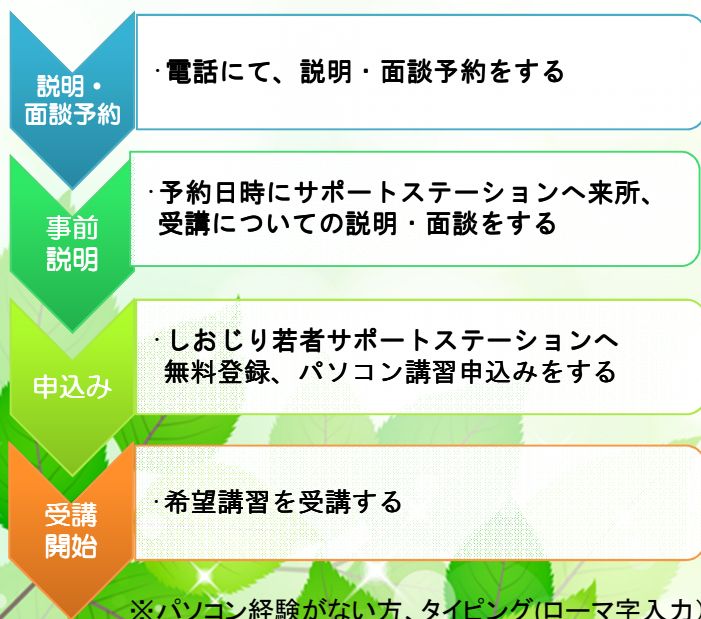 説明・
面談予約
・電話にて、説明・面談予約をする
事前
説明
・予約日時にサポートステーションへ来所、
受講についての説明・面談をする
申込み
・しおじり若者サポートステーションへ
無料登録、パソコン講習申込みをする
受講
開始
・希望講習を受講する
※パソコン経験がない方、タイピング(ローマ字入力)